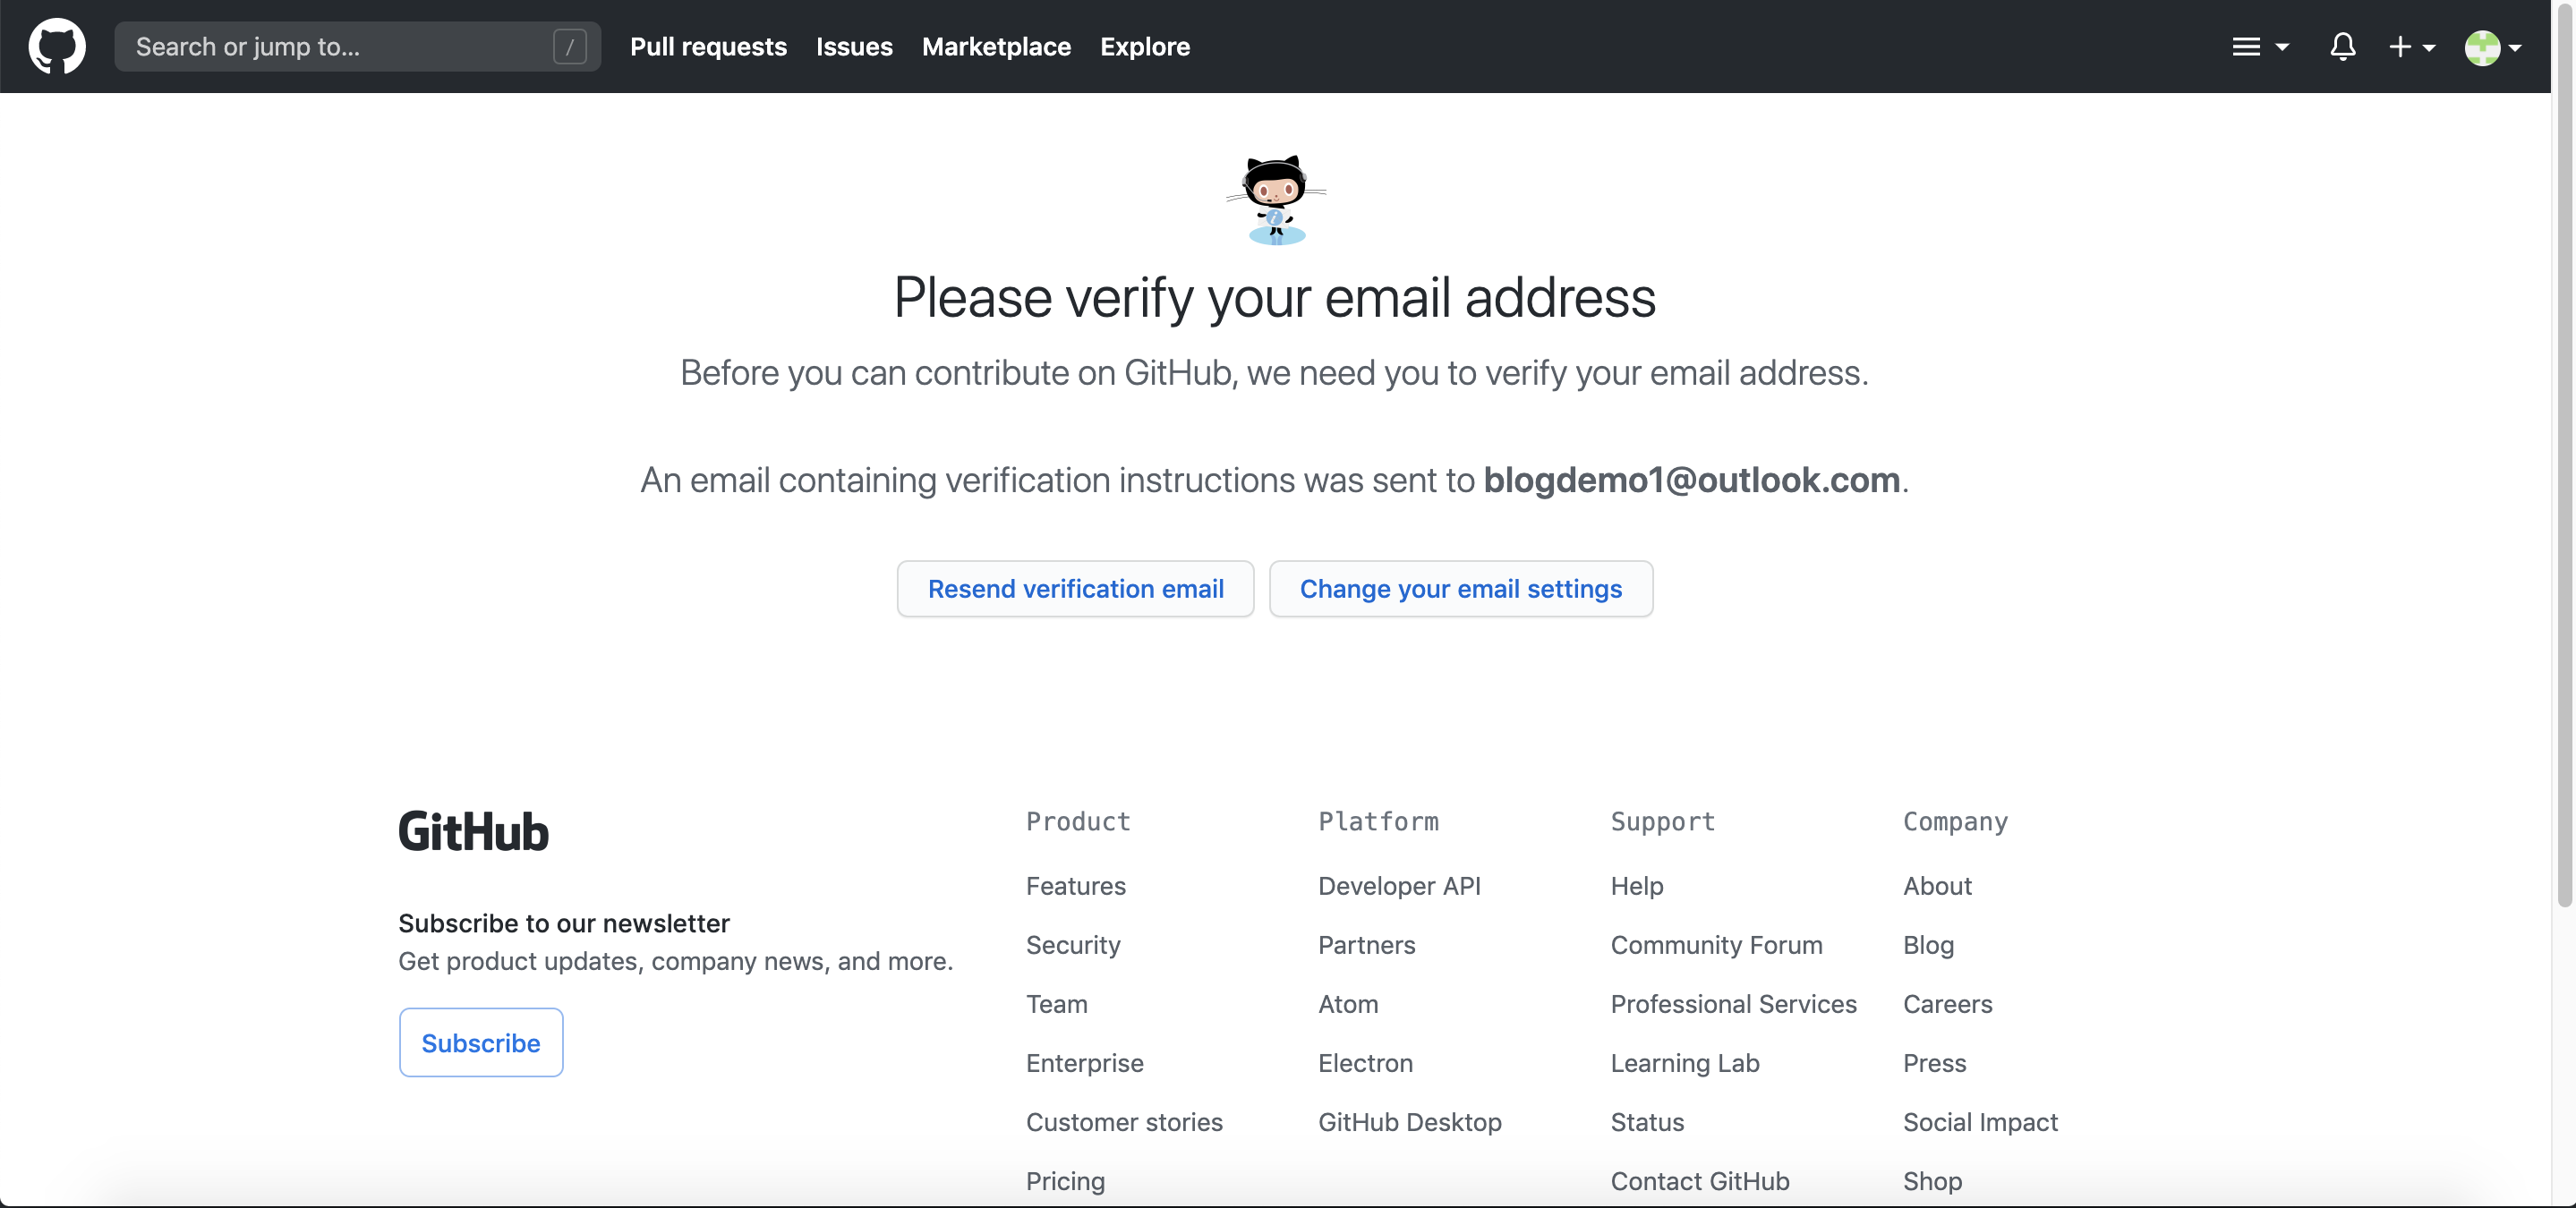 Search or jump to... /
Pull requests
Issues
Marketplace
Explore
Please verify your email address
Before you can contribute on GitHub, we need you to verify your email address.
An email containing verification instructions was sent to blogdemo1@outlook.com.
Resend verification email
Change your email settings
GitHub
Subscribe to our newsletter
Get product updates, company news, and more.
Subscribe
Product
Features
Security
Team
Enterprise
Customer stories
Pricing
Platform
Developer API
Partners
Atom
Electron
GitHub Desktop
Support
Help
Community Forum
Professional Services
Learning Lab
Status
Contact GitHub
Company
About
Blog
Careers
Press
Social Impact
Shop